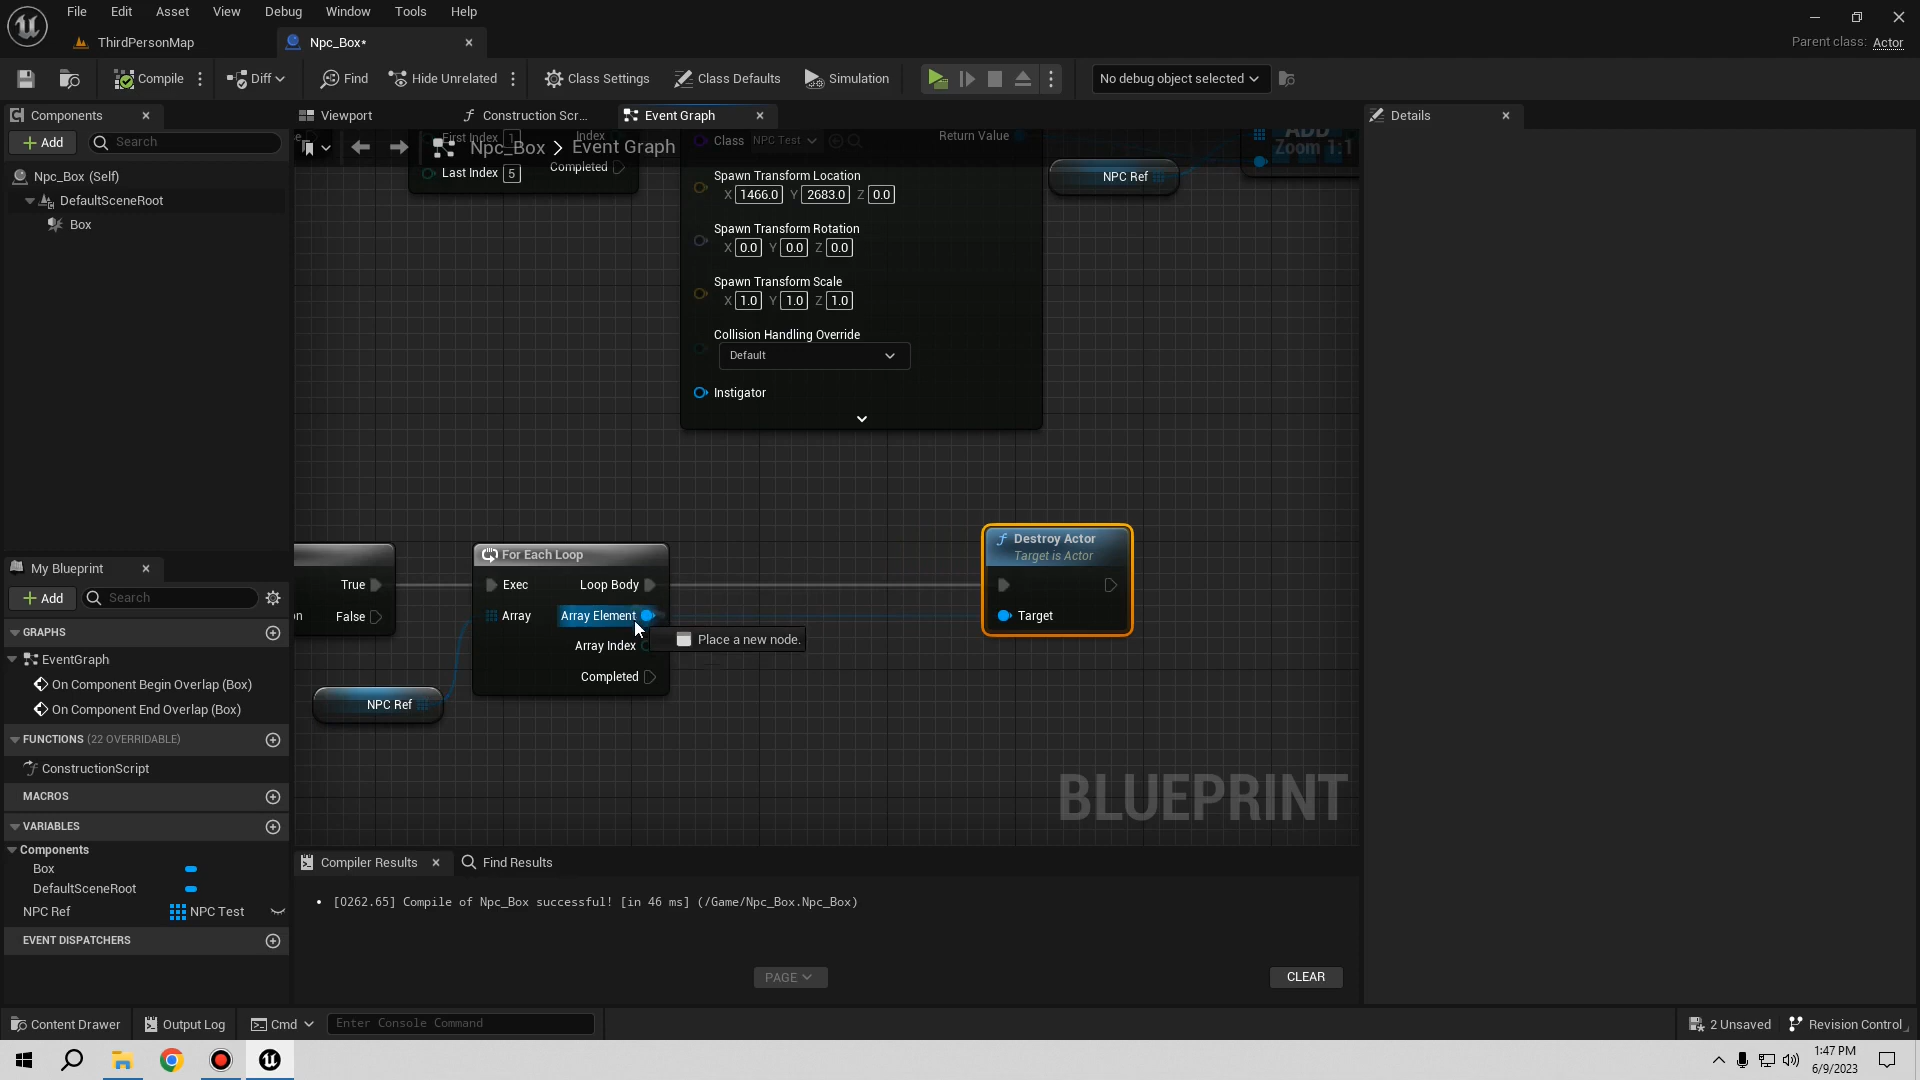 File Edit Asset View Debug Window Tools Help
ThirdPersonMap
Npc_Box*
Parent class: Actor
Compile
Diff
Find
Hide Unrelated
Class Settings
Class Defaults
Simulation
No debug object selected
Components
Viewport
Construction Scr...
Event Graph
Details
Add
Search
Npc_Box > Event Graph
Zoom 1:1
Npc_Box (Self)
DefaultSceneRoot
Box
First Index 1
Index
Last Index 5
Completed
Class NPC Test
Return Value
ADD
NPC Ref
Spawn Transform Location
X 1466.0 Y 2683.0 Z 0.0
Spawn Transform Rotation
X 0.0 Y 0.0 Z 0.0
Spawn Transform Scale
X 1.0 Y 1.0 Z 1.0
Collision Handling Override
Default
Instigator
True
False
For Each Loop
Exec
Loop Body
Array
Array Element
Array Index
Completed
Place a new node.
Destroy Actor
Target is Actor
Target
NPC Ref
BLUEPRINT
My Blueprint
Add
Search
GRAPHS
EventGraph
On Component Begin Overlap (Box)
On Component End Overlap (Box)
FUNCTIONS (22 OVERRIDABLE)
ConstructionScript
MACROS
VARIABLES
Components
Box
DefaultSceneRoot
NPC Ref
NPC Test
EVENT DISPATCHERS
Compiler Results
Find Results
[0262.65] Compile of Npc_Box successful! [in 46 ms] (/Game/Npc_Box.Npc_Box)
PAGE
CLEAR
Content Drawer
Output Log
Cmd
Enter Console Command
2 Unsaved
Revision Control
1:47 PM
6/9/2023